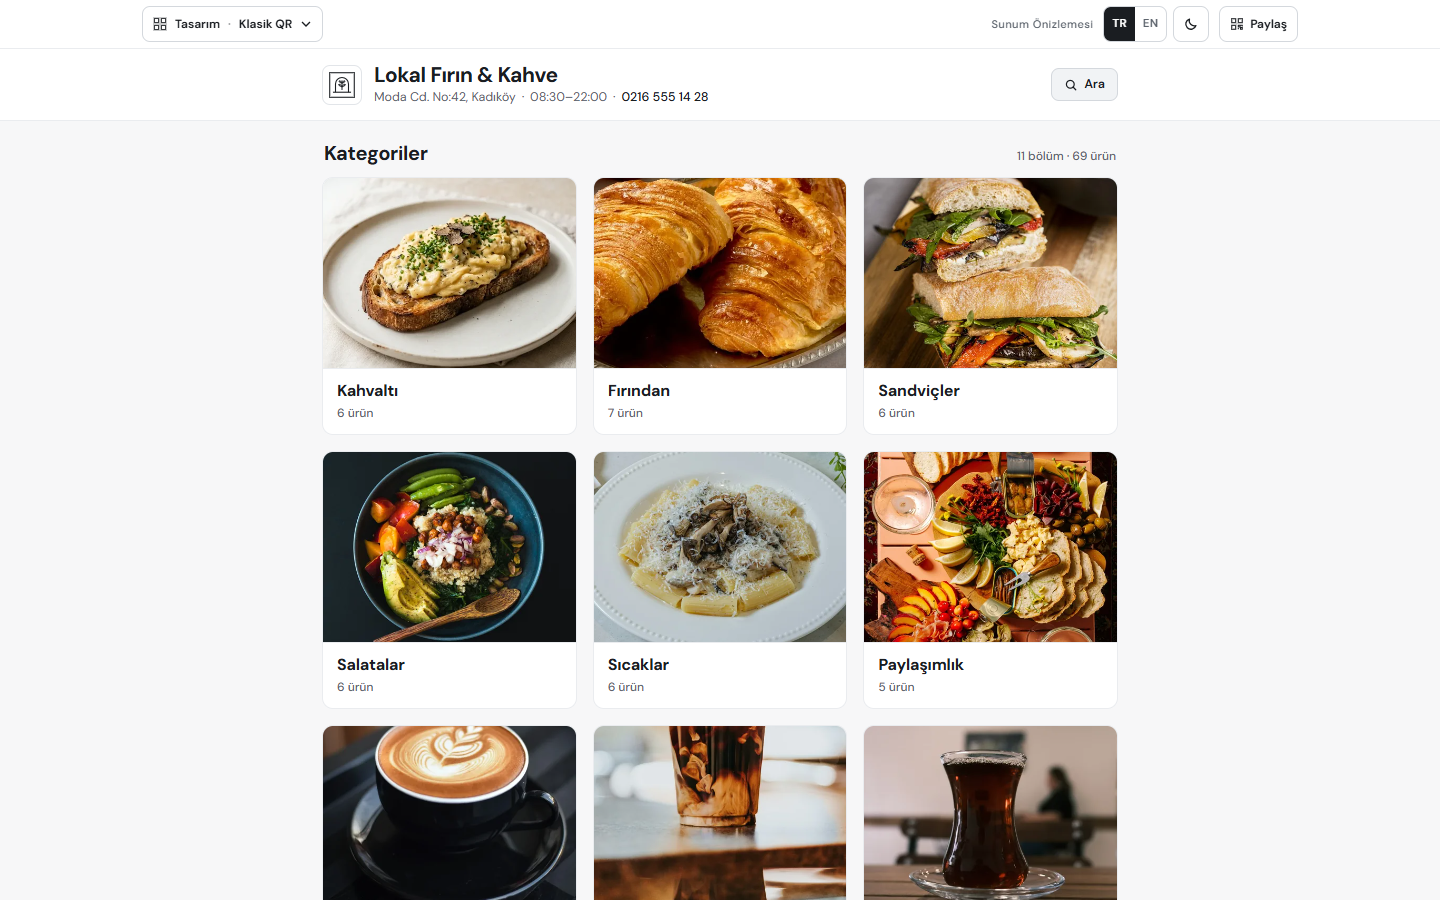 Tasarım · Klasik QR
Sunum Önizlemesi
TR
EN
Paylaş
Lokal Fırın & Kahve
Moda Cd. No:42, Kadıköy · 08:30–22:00 · 0216 555 14 28
Ara
Kategoriler
11 bölüm · 69 ürün
Kahvaltı
6 ürün
Fırından
7 ürün
Sandviçler
6 ürün
Salatalar
6 ürün
Sıcaklar
6 ürün
Paylaşımlık
5 ürün